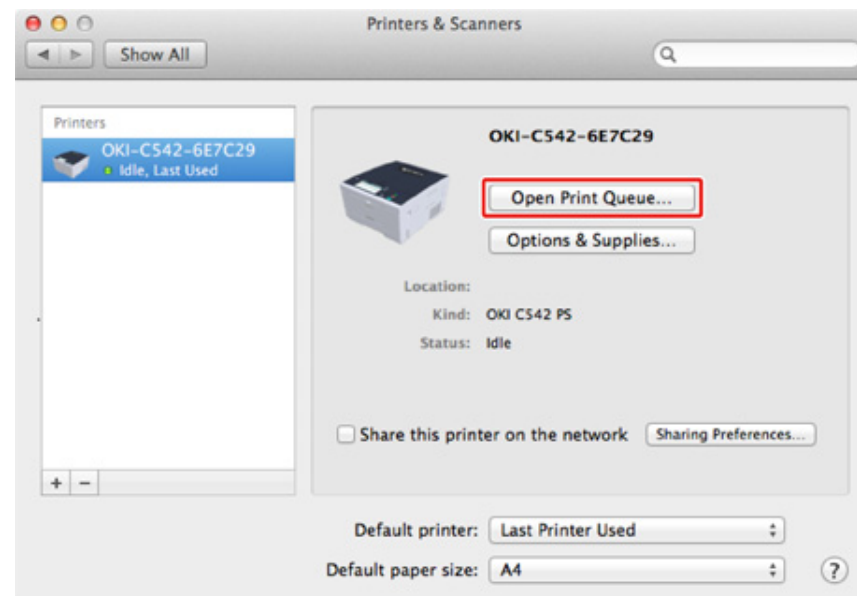 Printers & Scanners
Show All
Printers
OKI-C542-6E7C29
Idle, Last Used
OKI-C542-6E7C29
Open Print Queue...
Options & Supplies...
Location:
Kind: OKI C542 PS
Status: Idle
Share this printer on the network Sharing Preferences...
+ −
Default printer: Last Printer Used
Default paper size: A4 ?